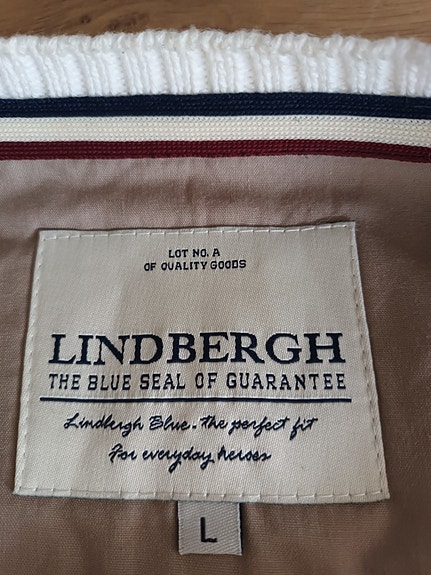 LOT NO. A
OF QUALITY GOODS
LINDBERGH
THE BLUE SEAL OF GUARANTEE
Lindbergh Blue. the perfect fit
For everyday heroes
L